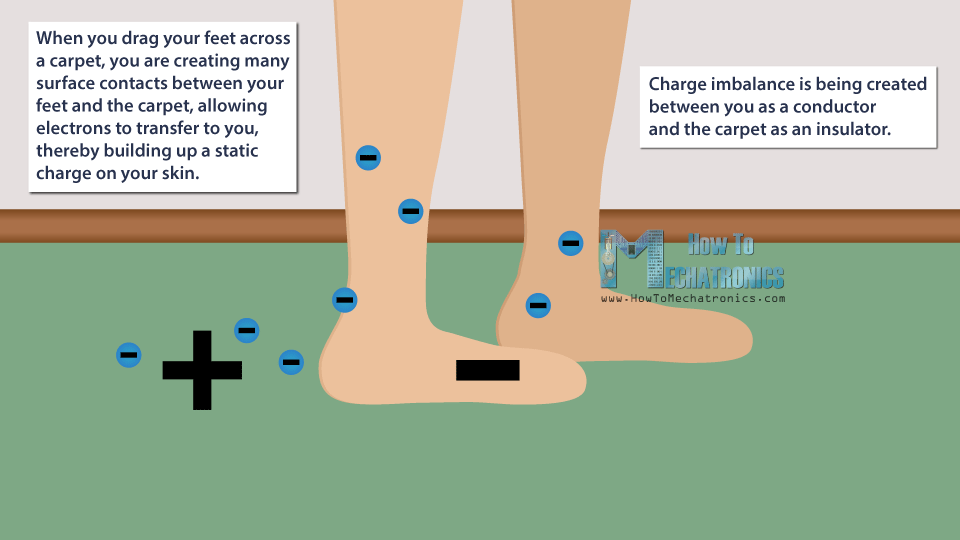 When you drag your feet across
a carpet, you are creating many
surface contacts between your
feet and the carpet, allowing
electrons to transfer to you,
thereby building up a static
charge on your skin.
Charge imbalance is being created
between you as a conductor
and the carpet as an insulator.
How To
MECHATRONICS
www.HowToMechatronics.com